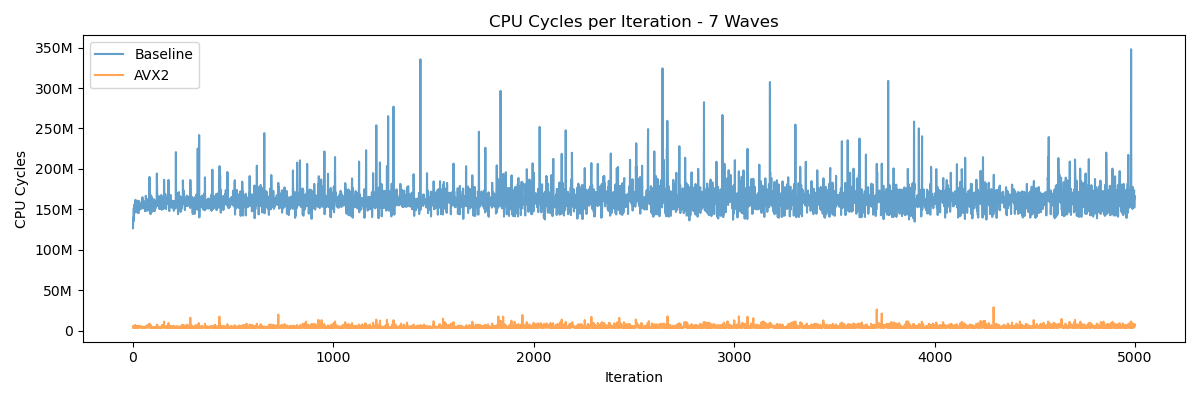 CPU Cycles per Iteration - 7 Waves
Baseline
AVX2
CPU Cycles
350M
300M
250M
200M
150M
100M
50M
0
0 1000 2000 3000 4000 5000
Iteration